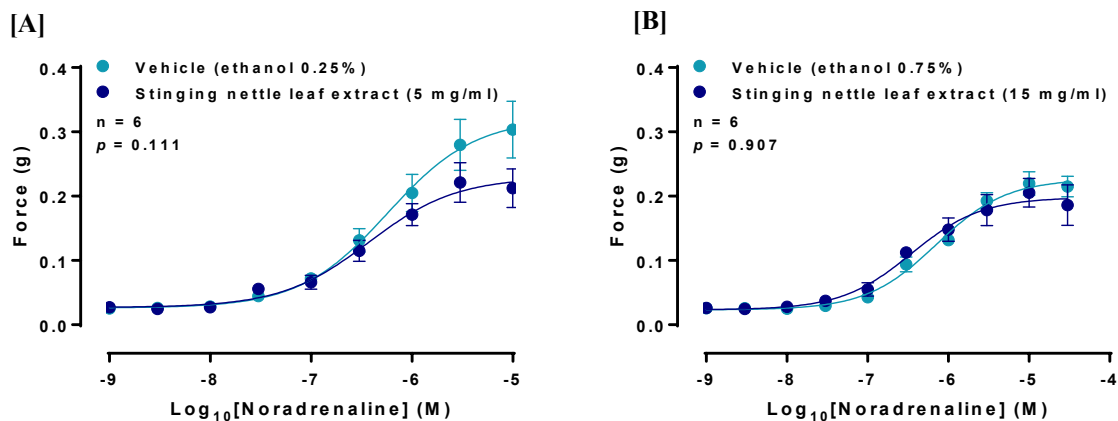 [A]
Vehicle (ethanol 0.25%)
Stinging nettle leaf extract (5 mg/ml)
n = 6
p = 0.111
Force (g)
0.4
0.3
0.2
0.1
0.0
-9 -8 -7 -6 -5
Log10[Noradrenaline] (M)
[B]
Vehicle (ethanol 0.75%)
Stinging nettle leaf extract (15 mg/ml)
n = 6
p = 0.907
Force (g)
0.4
0.3
0.2
0.1
0.0
-9 -8 -7 -6 -5 -4
Log10[Noradrenaline] (M)